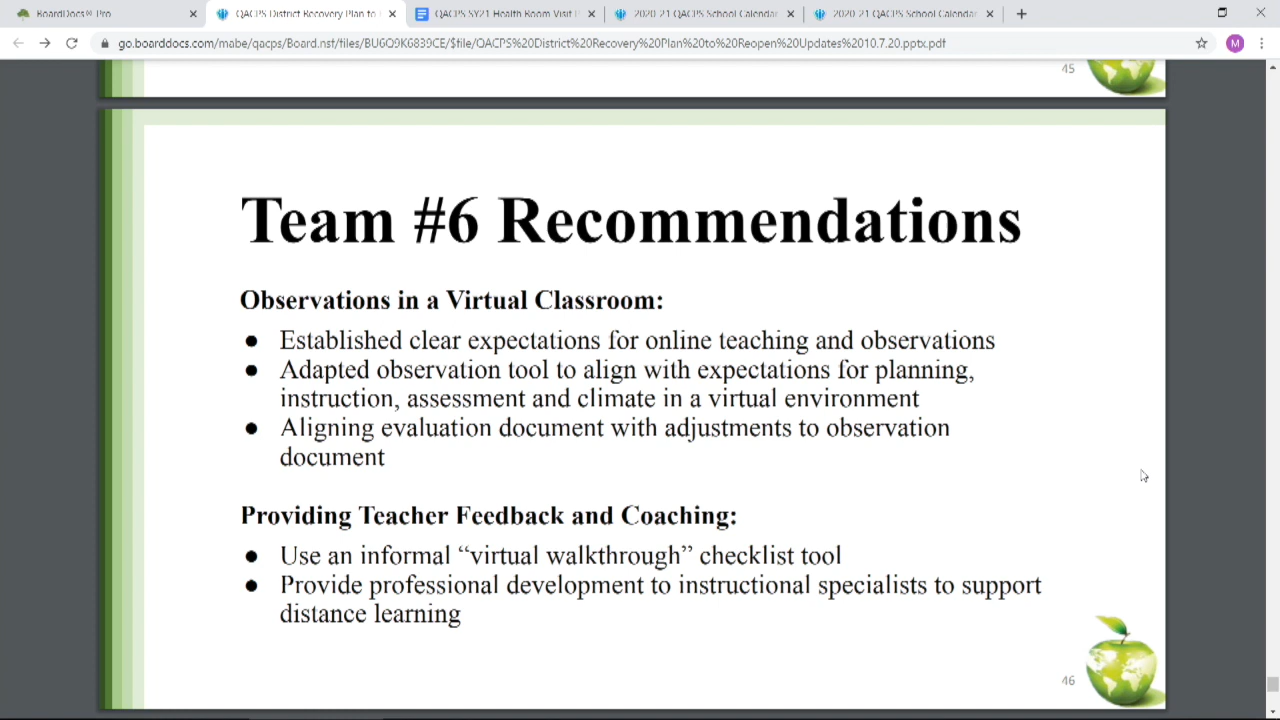 BoardDocs® Pro
QACPS District Recovery Plan to
QACPS SY21 Health Room Visit
2020-21 QACPS School Calendar
2020-21 QACPS School Calendar
go.boarddocs.com/mabe/qacps/Board.nsf/files/BU6Q9K6839CE/$file/QACPS%20District%20Recovery%20Plan%20to%20Reopen%20Updates%2010.7.20.pptx.pdf
M
45
Team #6 Recommendations
Observations in a Virtual Classroom:
● Established clear expectations for online teaching and observations
● Adapted observation tool to align with expectations for planning,
instruction, assessment and climate in a virtual environment
● Aligning evaluation document with adjustments to observation
document
Providing Teacher Feedback and Coaching:
● Use an informal “virtual walkthrough” checklist tool
● Provide professional development to instructional specialists to support
distance learning
46